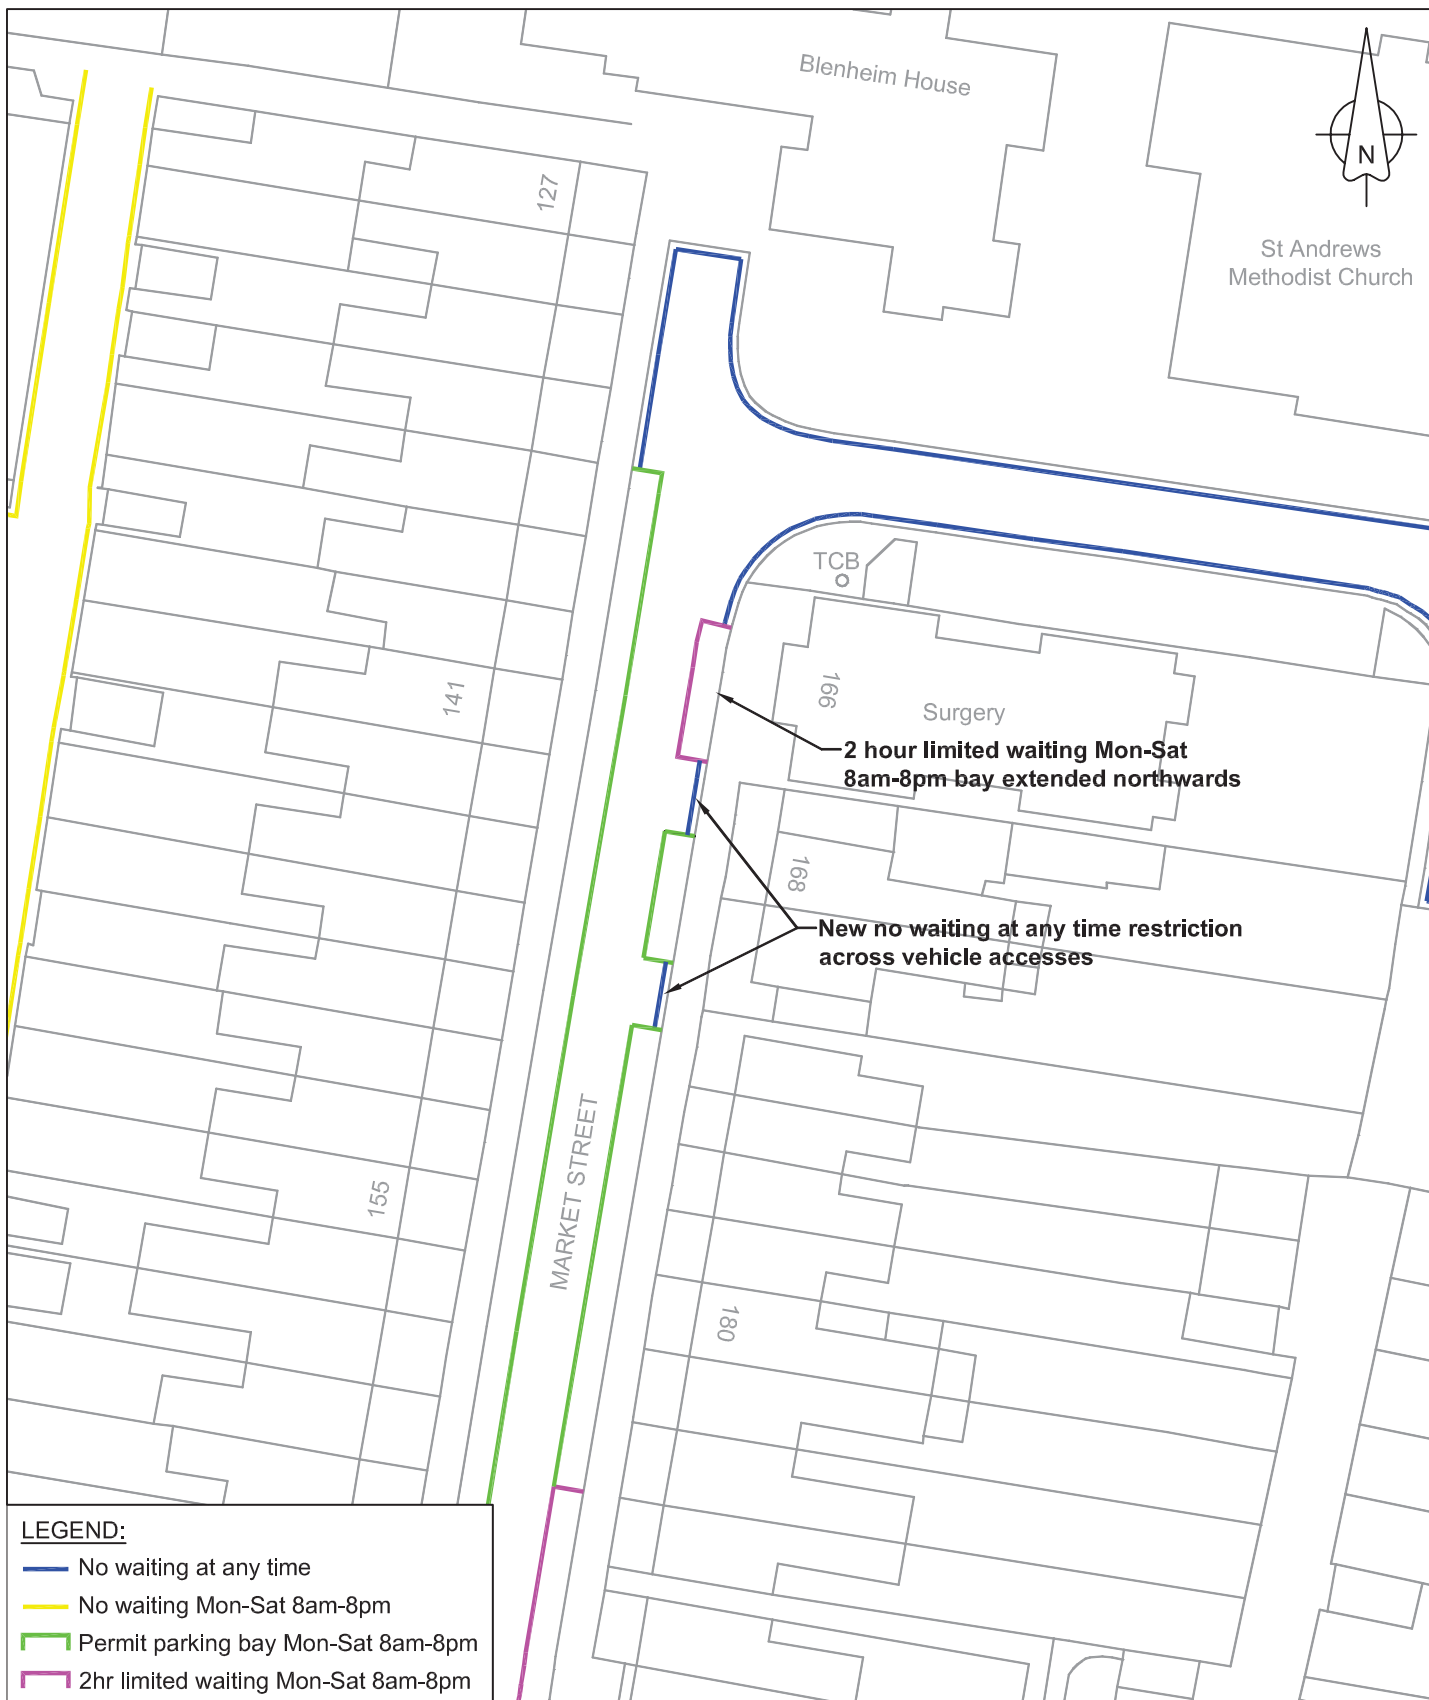 Blenheim House
N
127
St Andrews
Methodist Church
TCB
141
166
Surgery
2 hour limited waiting Mon-Sat
8am-8pm bay extended northwards
168
New no waiting at any time restriction
across vehicle accesses
MARKET STREET
155
180
LEGEND:
No waiting at any time
No waiting Mon-Sat 8am-8pm
Permit parking bay Mon-Sat 8am-8pm
2hr limited waiting Mon-Sat 8am-8pm